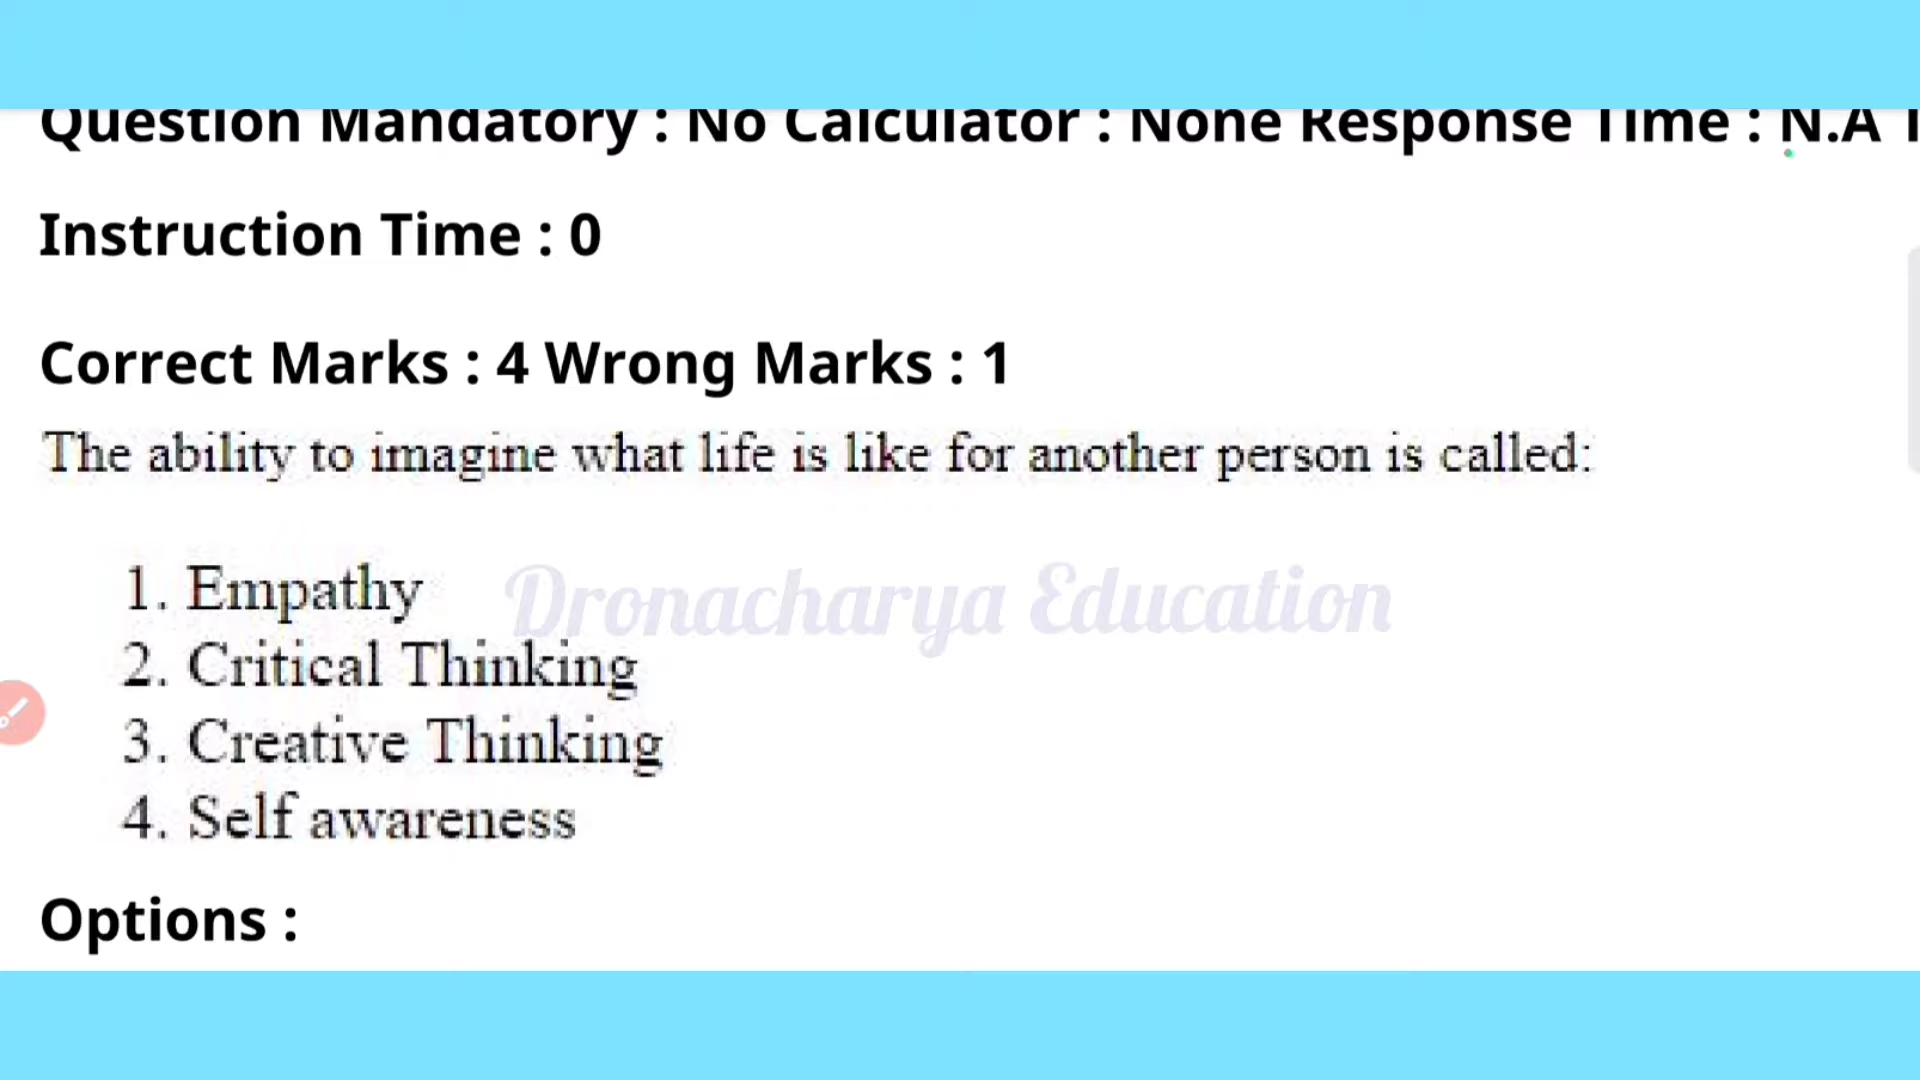 Question Mandatory : No Calculator : None Response Time : N.A
Instruction Time : 0
Correct Marks : 4 Wrong Marks : 1
The ability to imagine what life is like for another person is called:
1. Empathy
Dronacharya Education
2. Critical Thinking
3. Creative Thinking
4. Self awareness
Options :